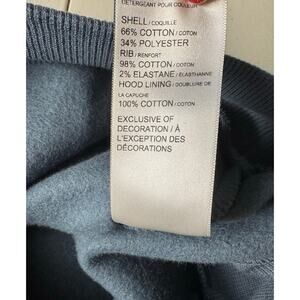 DETERGENT POUR COULEUR
SHELL / COQUILLE
66% COTTON / COTON
34% POLYESTER
RIB / RENFORT
98% COTTON / COTON
2% ELASTANE / ÉLASTHANNE
HOOD LINING / DOUBLURE DE
LA CAPUCHE
100% COTTON / COTON
EXCLUSIVE OF
DECORATION / À
L'EXCEPTION DES
DÉCORATIONS